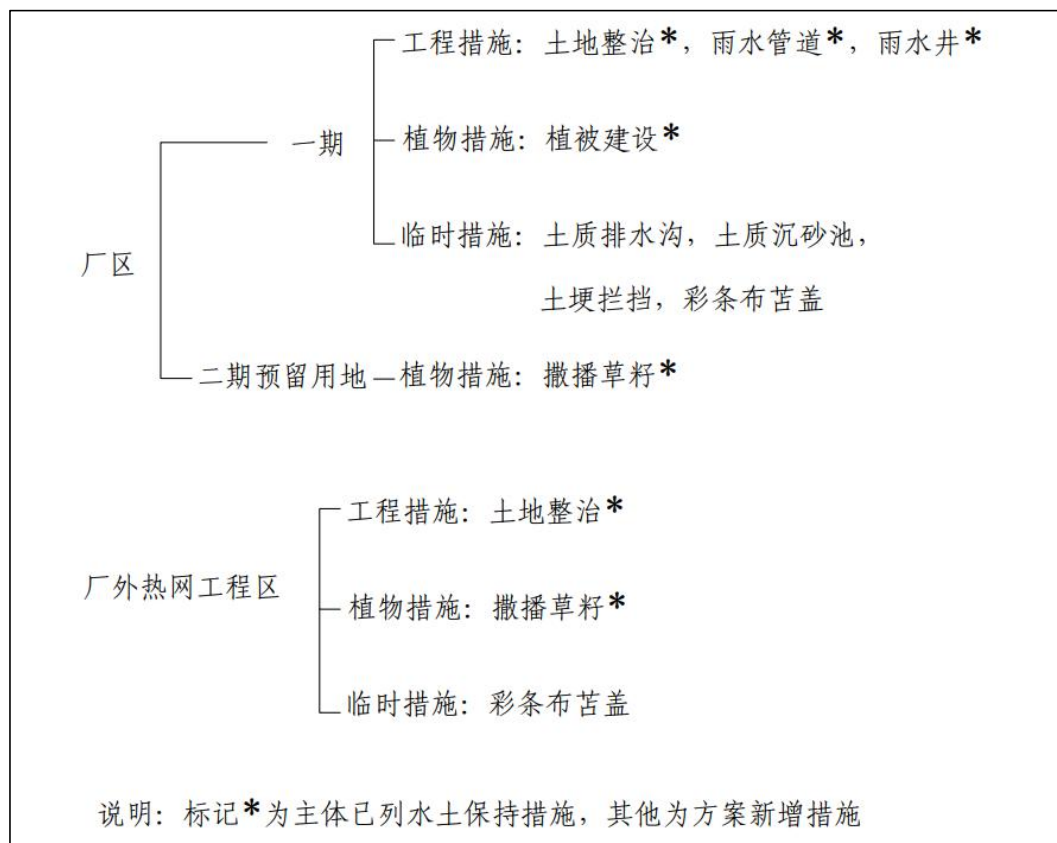 工程措施：土地整治*，雨水管道*，雨水井*
一期
植物措施：植被建设*
临时措施：土质排水沟，土质沉砂池，
厂区
土埂拦挡，彩条布苫盖
二期预留用地
植物措施：撒播草籽*
工程措施：土地整治*
厂外热网工程区
植物措施：撒播草籽*
临时措施：彩条布苫盖
说明：标记*为主体已列水土保持措施，其他为方案新增措施